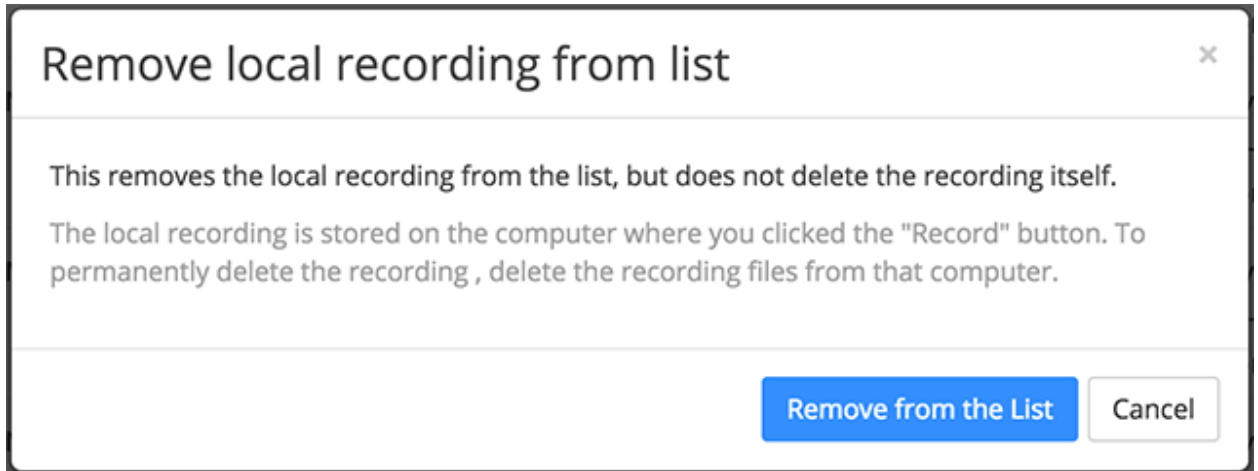 Remove local recording from list
×
This removes the local recording from the list, but does not delete the recording itself.
The local recording is stored on the computer where you clicked the "Record" button. To
permanently delete the recording , delete the recording files from that computer.
Remove from the List
Cancel